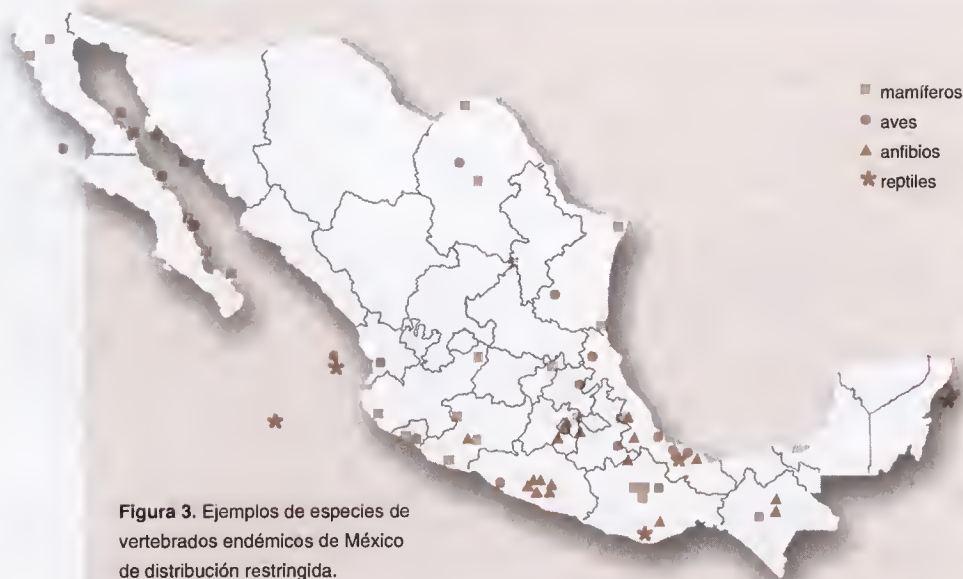 mamíferos
aves
anfibios
reptiles
Figura 3. Ejemplos de especies de
vertebrados endémicos de México
de distribución restringida.